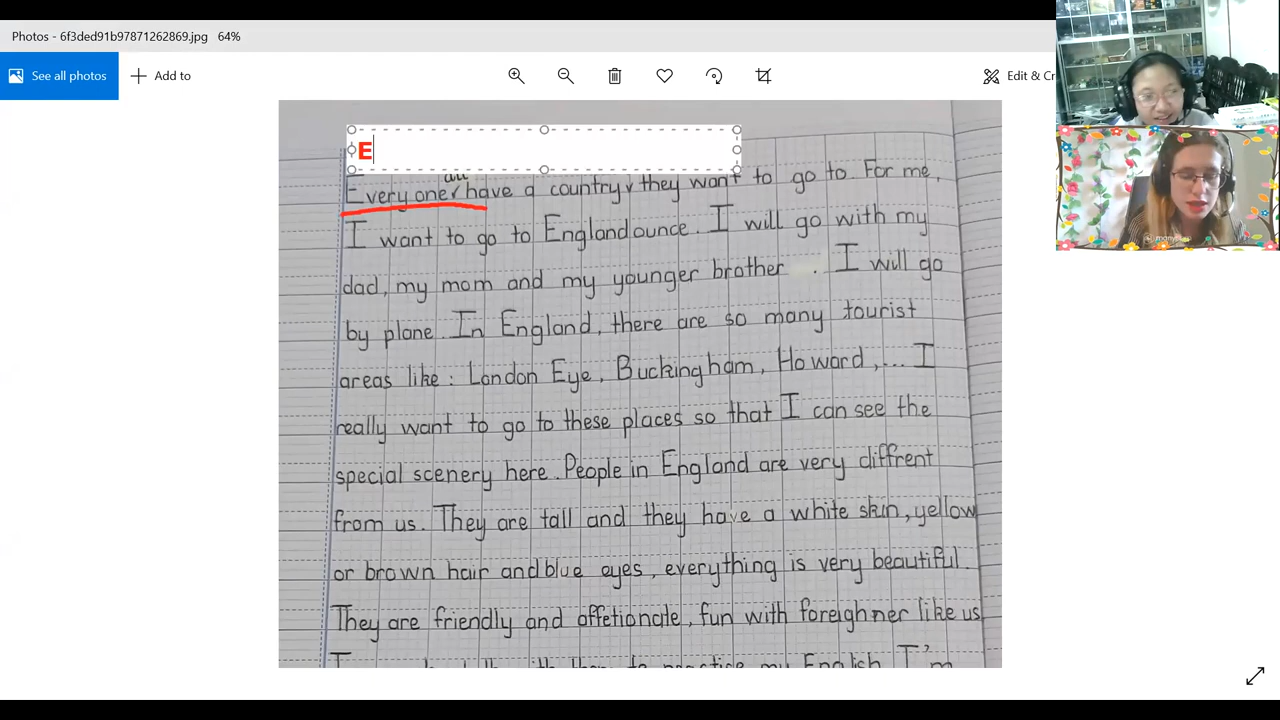 Photos - 6f3ded91b97871262869.jpg 64%
See all photos
Add to
Edit & Cr
E
all
Every one have a country they want to go to. For me,
I want to go to England ounce. I will go with my
dad, my mom and my younger brother . I will go
by plane. In England, there are so many tourist
areas like: London Eye, Buckingham, Howard,... I
really want to go to these places so that I can see the
special scenery here. People in England are very diffrent
from us. They are tall and they have a white skin, yellow
or brown hair and blue eyes, everything is very beautiful.
They are friendly and affetionate, fun with foreighner like us
to practice my English. I'm